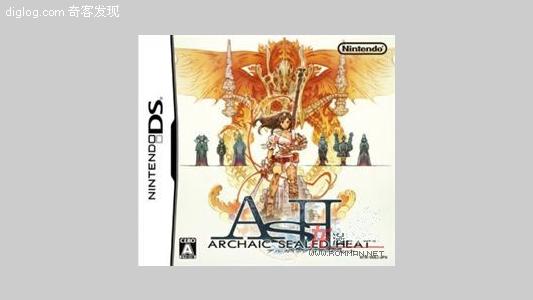 diglog.com 奇客发现
Nintendo
NINTENDO DS
ASH
ARCHAIC SEALED HEAT
WWW.ROMMAN.NET
CERO
A